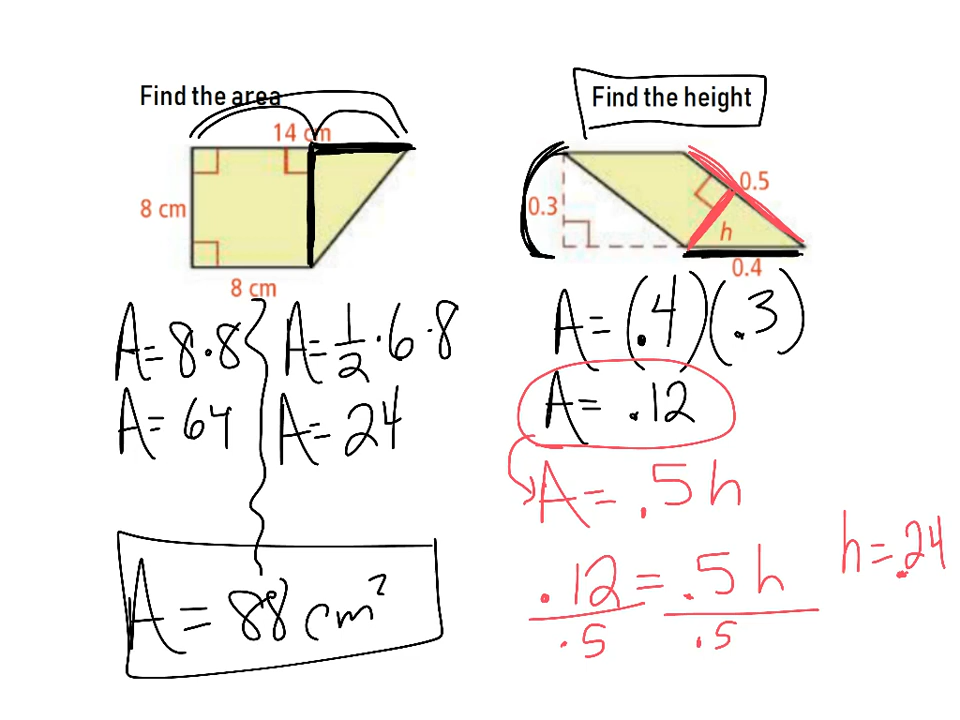 Find the area
14 cm
8 cm
8 cm
A = 8·8
A = 64
A = 1/2 · 6 · 8
A = 24
A = 88 cm²
Find the height
0.5
0.3
h
0.4
A = (.4)(.3)
A = .12
A = .5h
.12 = .5h
.5 .5
h = .24